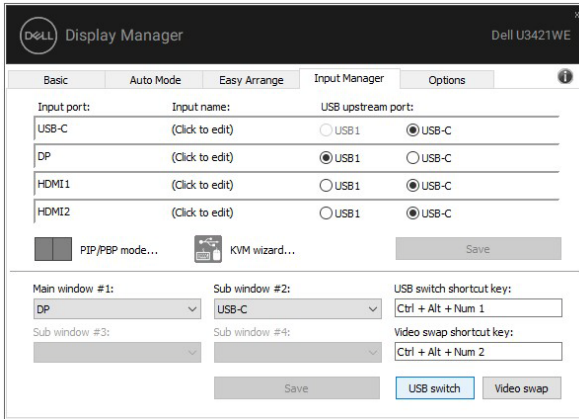 DELL Display Manager Dell U3421WE
Basic Auto Mode Easy Arrange Input Manager Options
Input port: Input name: USB upstream port:
USB-C (Click to edit) USB1 USB-C
DP (Click to edit) USB1 USB-C
HDMI1 (Click to edit) USB1 USB-C
HDMI2 (Click to edit) USB1 USB-C
PIP/PBP mode... KVM wizard... Save
Main window #1: Sub window #2: USB switch shortcut key:
DP USB-C Ctrl + Alt + Num 1
Sub window #3: Sub window #4: Video swap shortcut key:
Ctrl + Alt + Num 2
Save USB switch Video swap